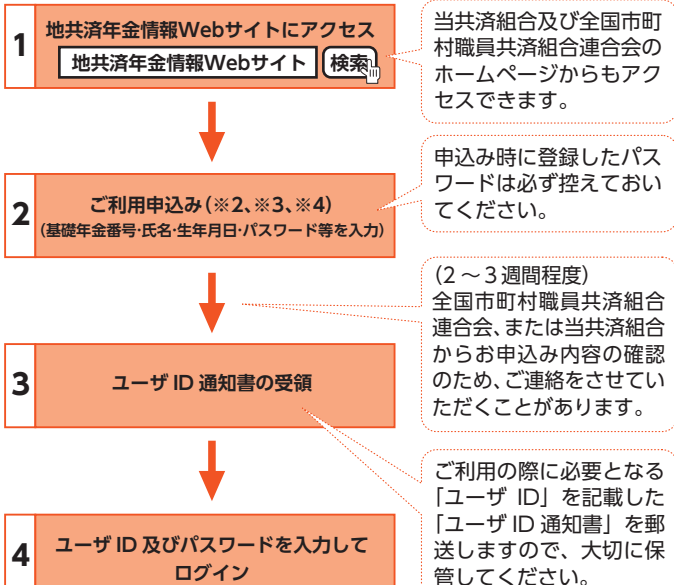 1
地共済年金情報Webサイトにアクセス
地共済年金情報Webサイト 検索
当共済組合及び全国市町
村職員共済組合連合会の
ホームページからもアク
セスできます。
2
ご利用申込み(※2、※3、※4)
(基礎年金番号・氏名・生年月日・パスワード等を入力)
申込み時に登録したパス
ワードは必ず控えておい
てください。
(2~3週間程度)
全国市町村職員共済組合
連合会、または当共済組合
からお申込み内容の確認
のため、ご連絡をさせてい
ただくことがあります。
3
ユーザ ID 通知書の受領
ご利用の際に必要となる
「ユーザ ID」を記載した
「ユーザ ID 通知書」を郵
送しますので、大切に保
管してください。
4
ユーザ ID 及びパスワードを入力して
ログイン